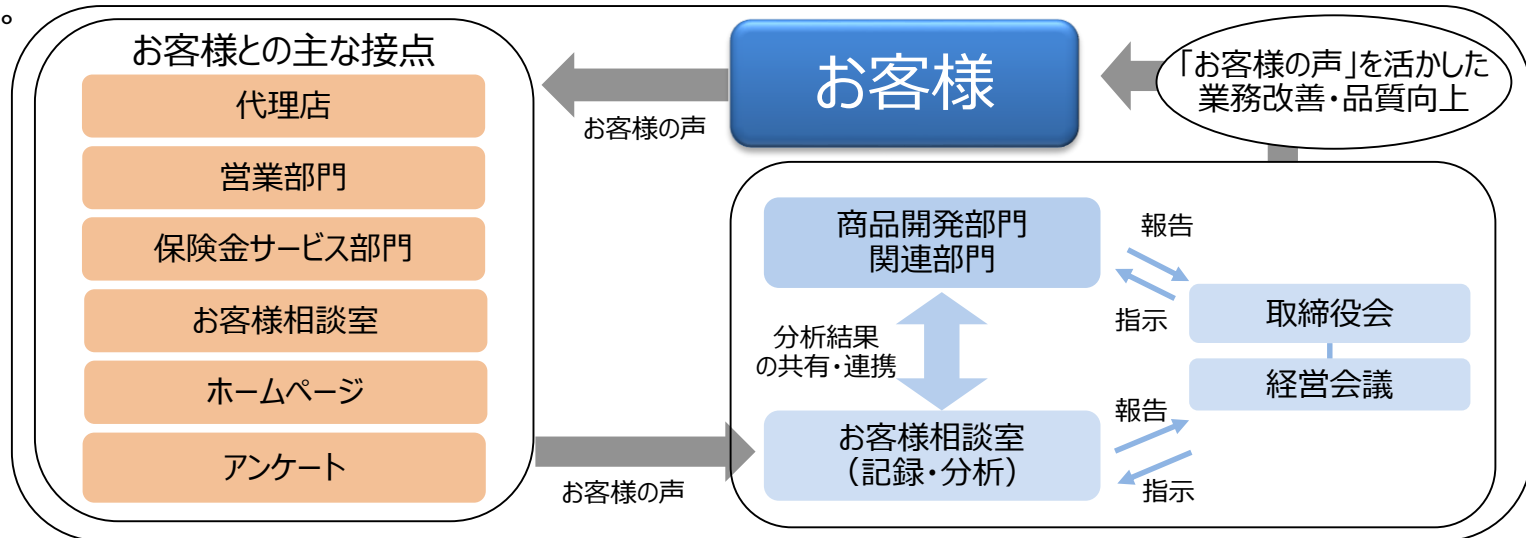 。
お客様との主な接点
代理店
営業部門
保険金サービス部門
お客様相談室
ホームページ
アンケート
お客様の声
お客様
「お客様の声」を活かした
業務改善・品質向上
お客様の声
商品開発部門
関連部門
分析結果
の共有・連携
お客様相談室
（記録・分析）
報告
指示
取締役会
経営会議
報告
指示